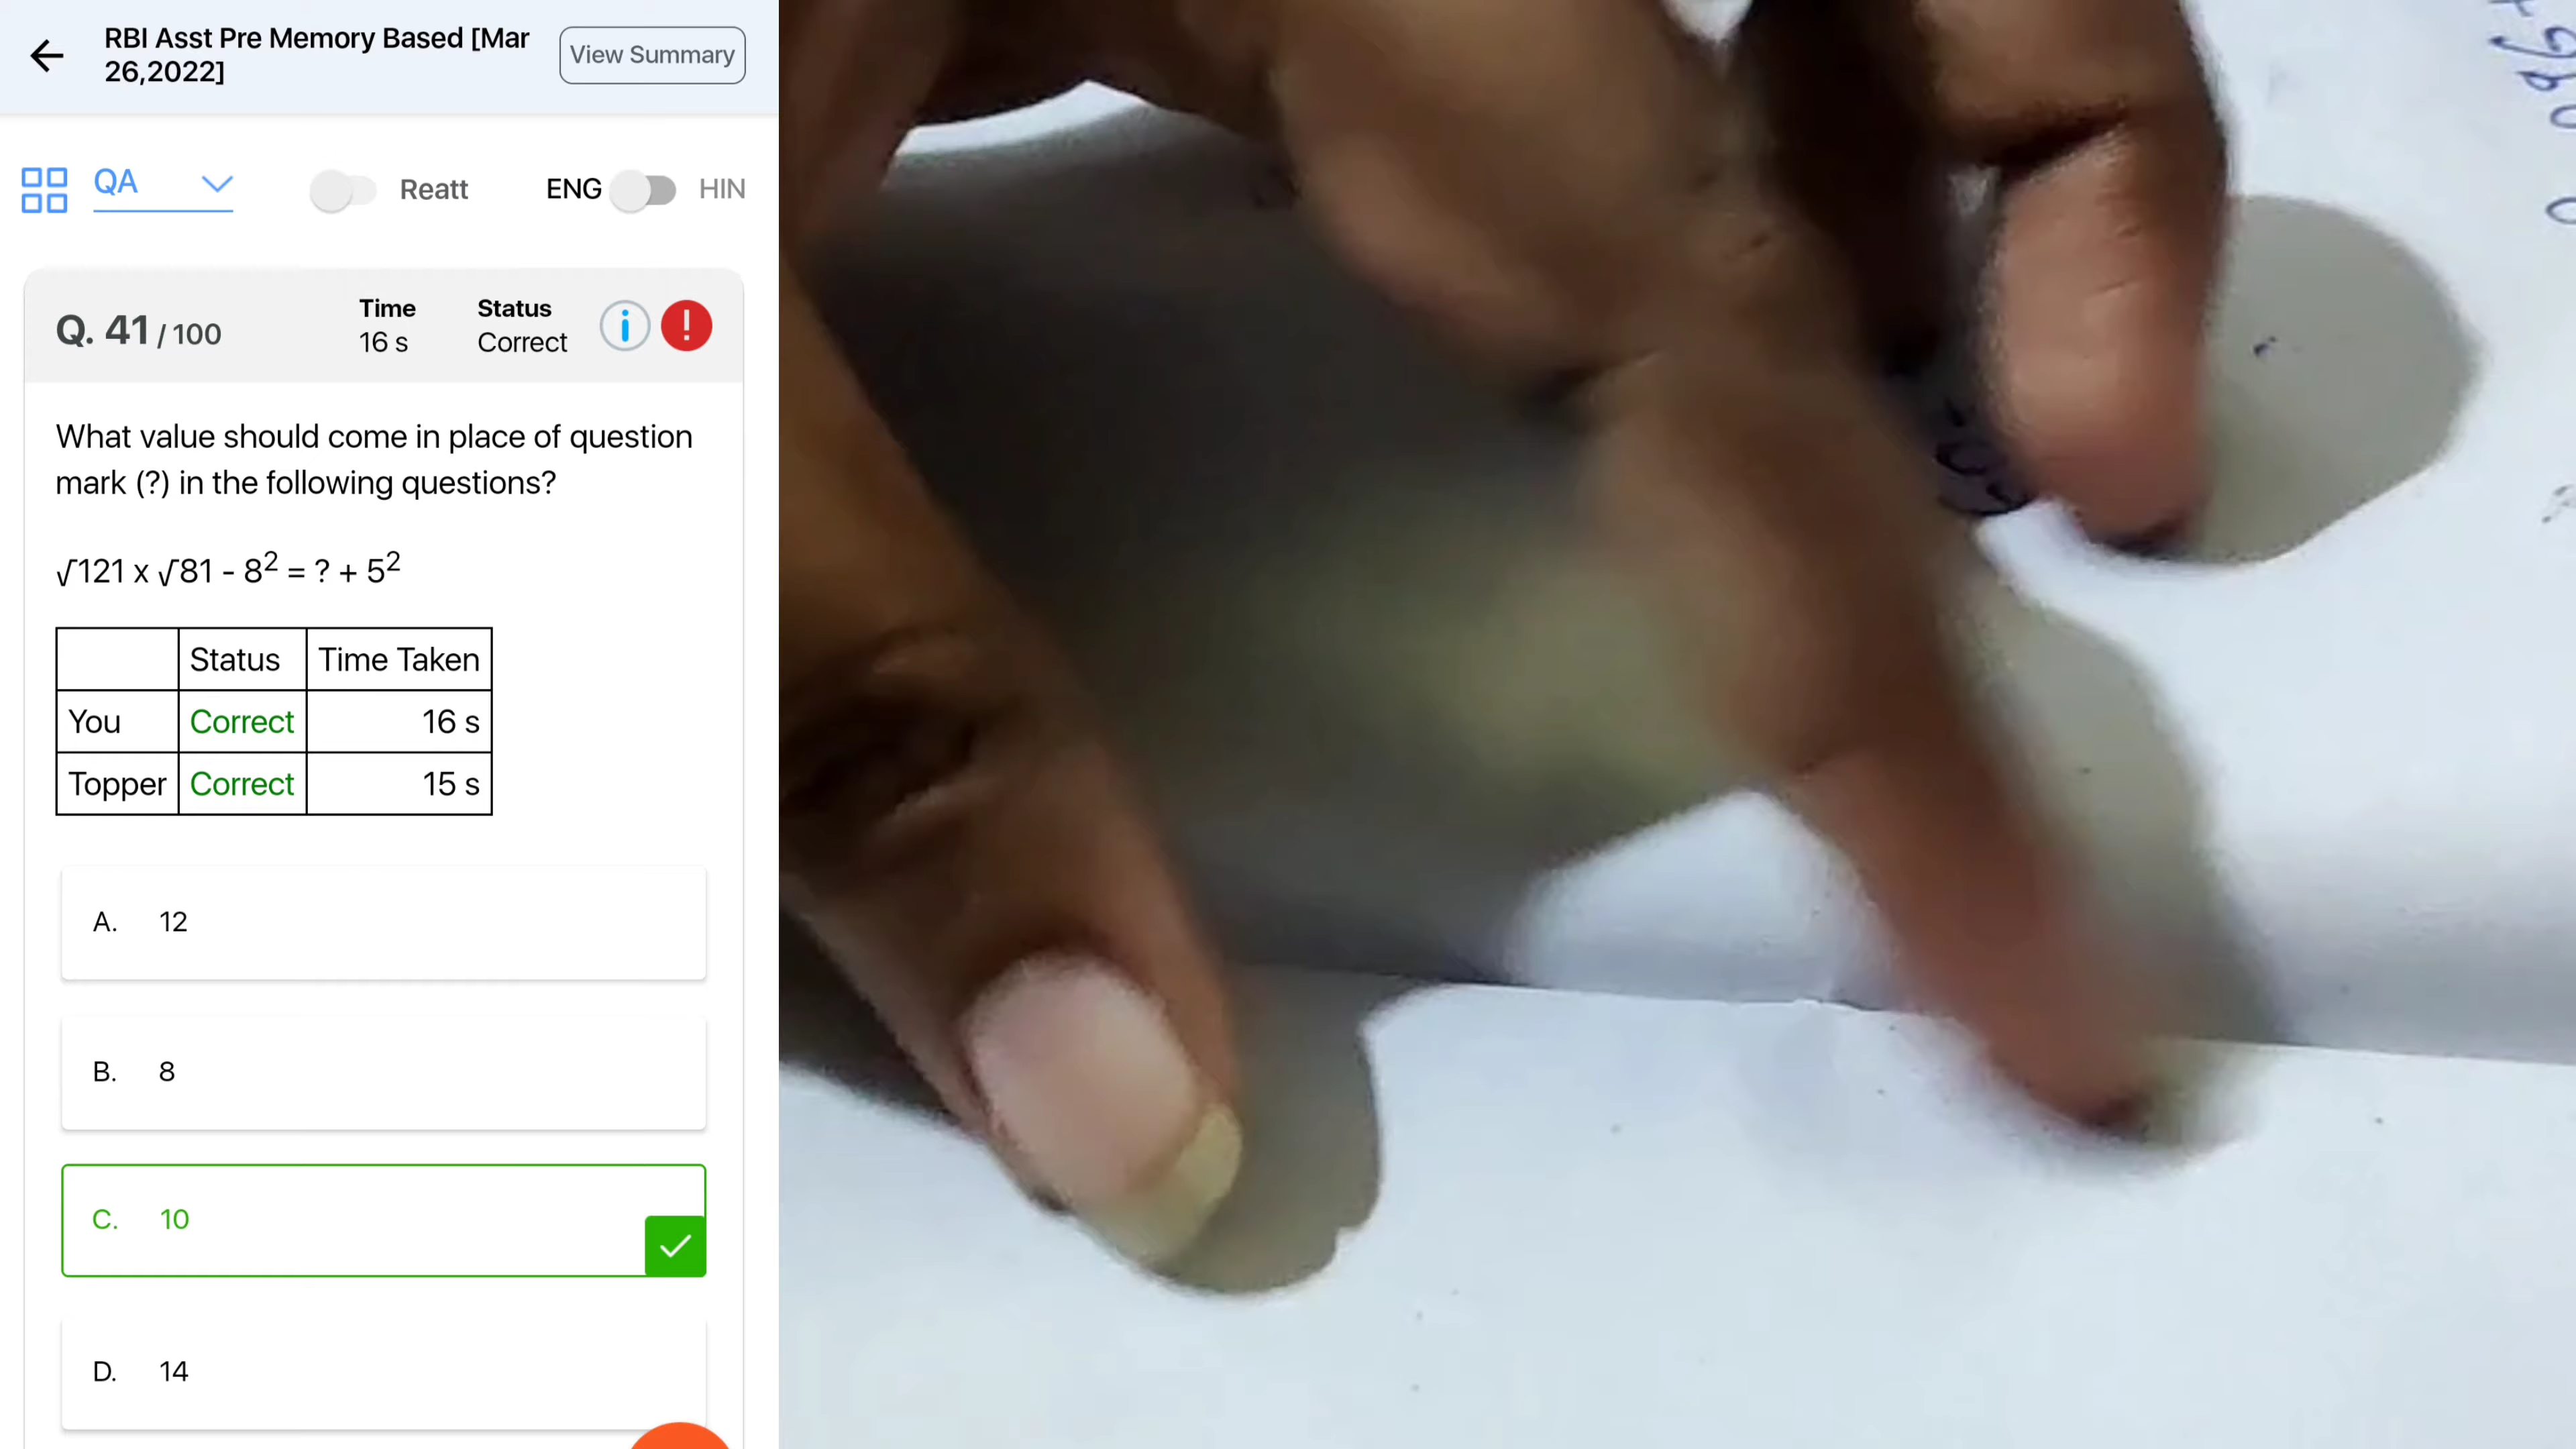 RBI Asst Pre Memory Based [Mar 26,2022]
View Summary
QA
Reatt
ENG
HIN
Q. 41 / 100
Time
16 s
Status
Correct
What value should come in place of question
mark (?) in the following questions?
√121 x √81 - 8² = ? + 5²
Status Time Taken
You Correct 16 s
Topper Correct 15 s
A. 12
B. 8
C. 10
D. 14